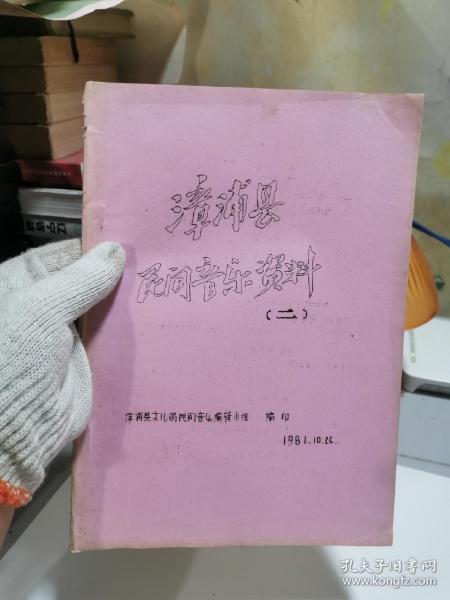 漳浦县
民间音乐资料
(二)
漳浦县文化局民间音乐编辑小组 编印
1981.10.26.
孔夫子旧书网
www.kongfz.com